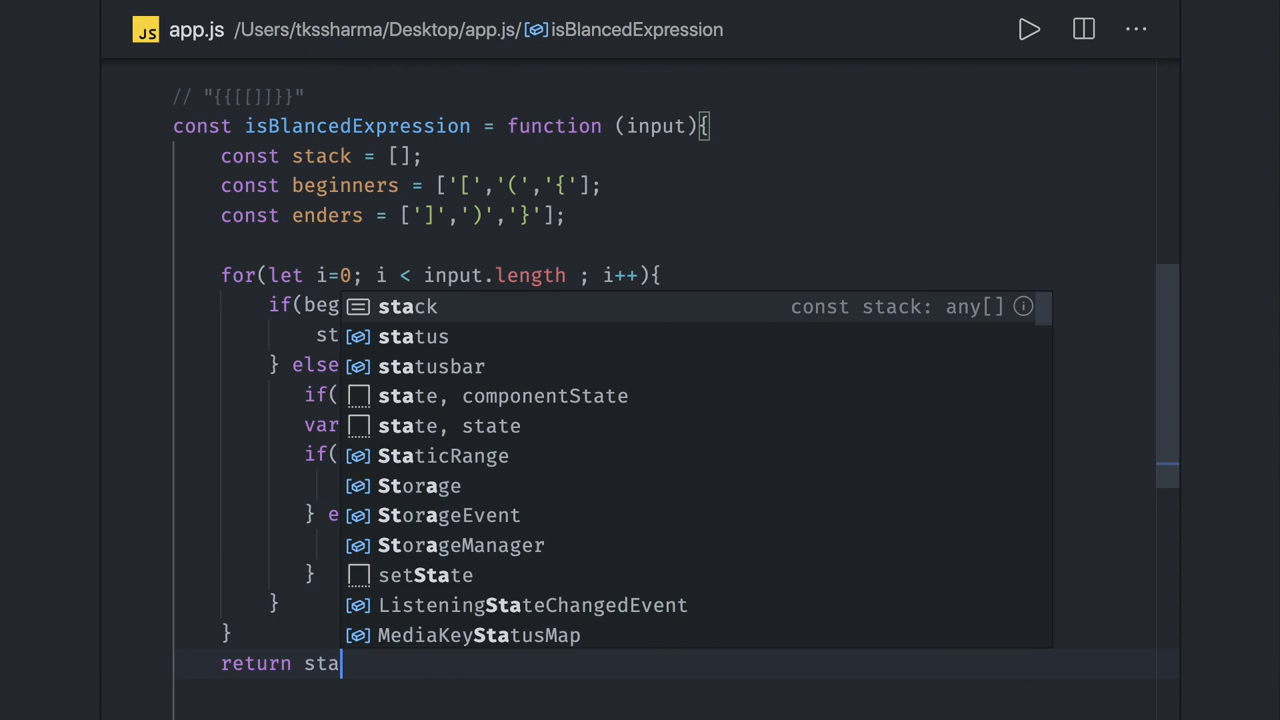 JS app.js /Users/tkssharma/Desktop/app.js/isBlancedExpression
// "{{[[]]}}"
const isBlancedExpression = function (input){
const stack = [];
const beginners = ['[','(','{'];
const enders = [']',')','}'];
for(let i=0; i < input.length ; i++){
if(beg
stack const stack: any[]
st
status
} else
statusbar
if(
state, componentState
var
state, state
if(
StaticRange
Storage
} e
StorageEvent
StorageManager
}
setState
}
ListeningStateChangedEvent
}
MediaKeyStatusMap
return sta